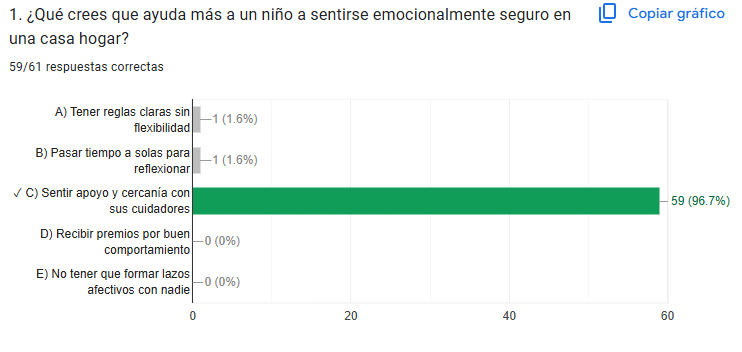 1. ¿Qué crees que ayuda más a un niño a sentirse emocionalmente seguro en
una casa hogar?
Copiar gráfico
59/61 respuestas correctas
A) Tener reglas claras sin
flexibilidad
1 (1.6%)
B) Pasar tiempo a solas para
reflexionar
1 (1.6%)
✓ C) Sentir apoyo y cercanía con
sus cuidadores
59 (96.7%)
D) Recibir premios por buen
comportamiento
0 (0%)
E) No tener que formar lazos
afectivos con nadie
0 (0%)
0 20 40 60